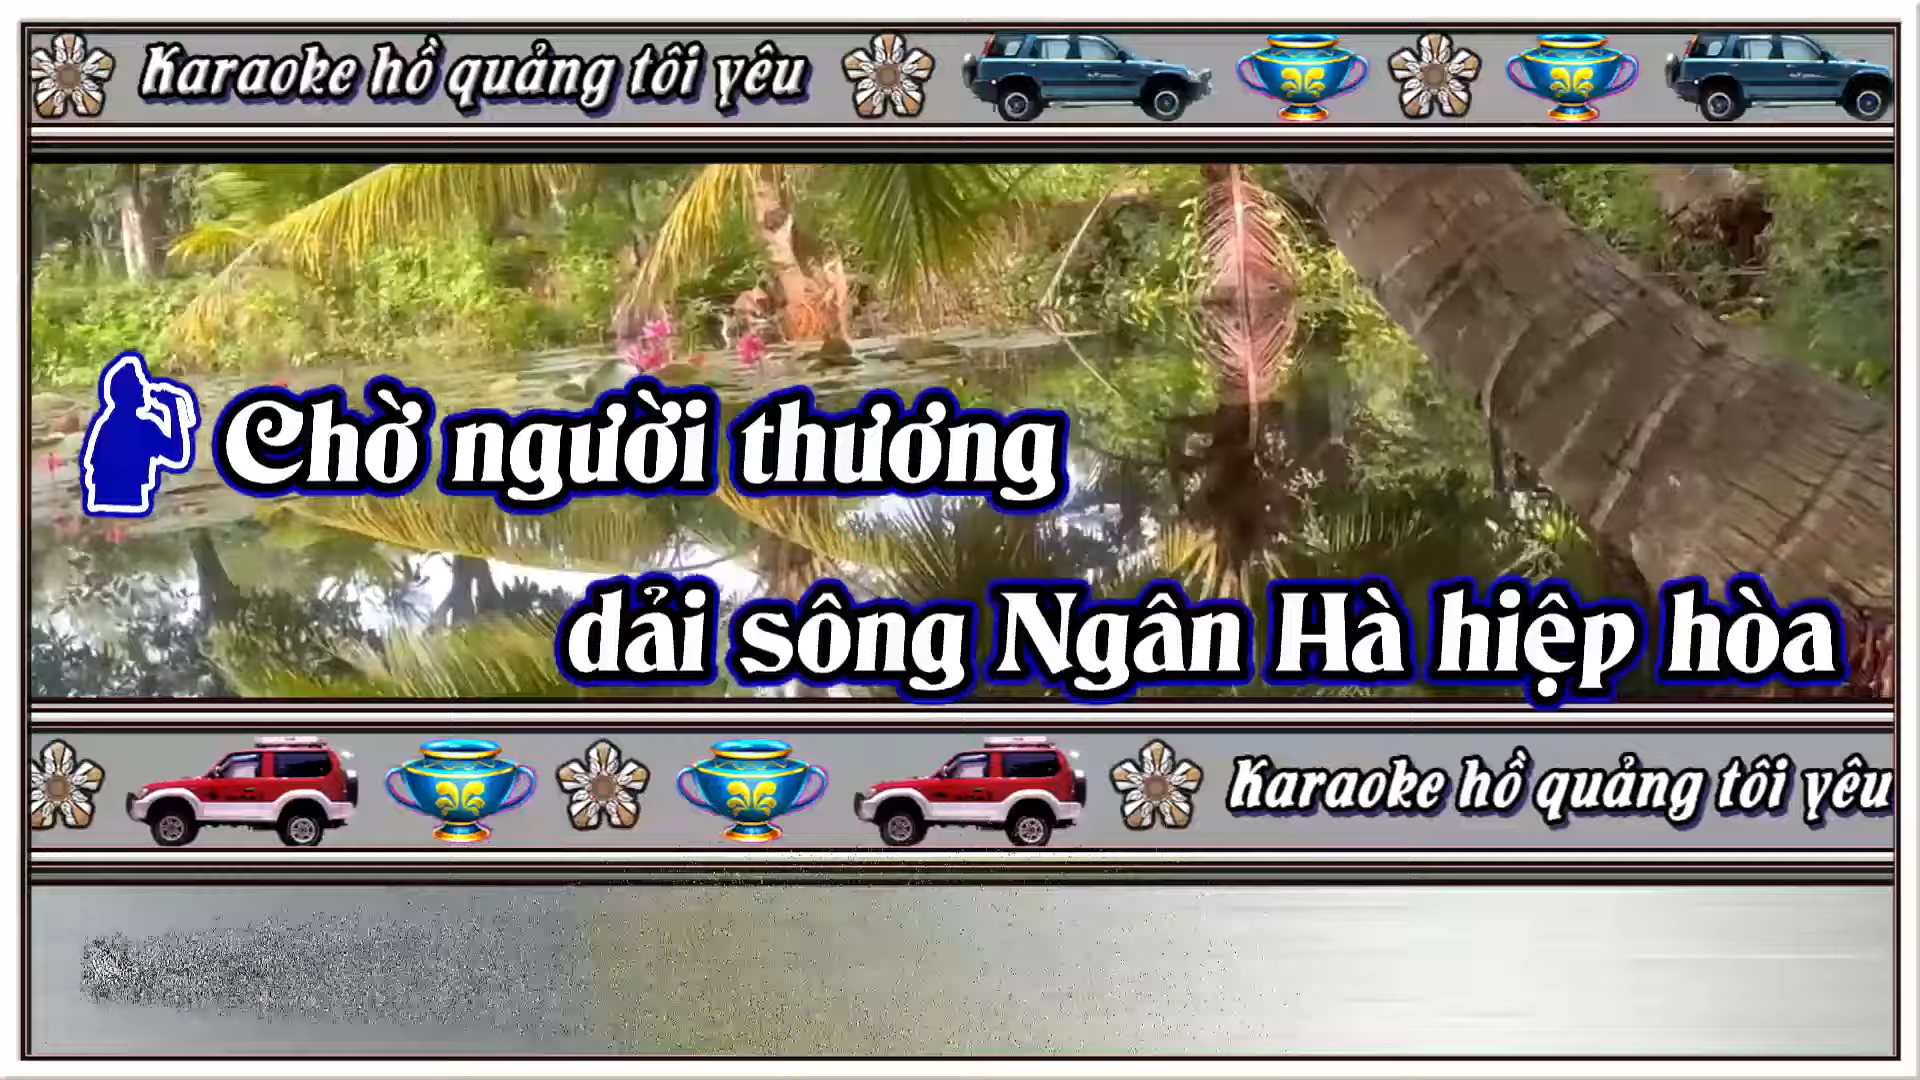 Karaoke hồ quảng tôi yêu
Chờ người thương
dải sông Ngân Hà hiệp hòa
Karaoke hồ quảng tôi yêu